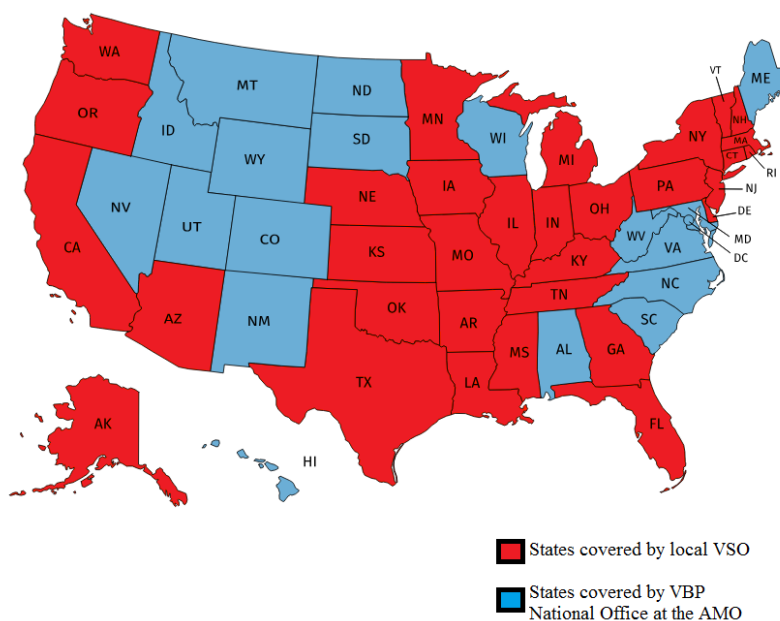 WA
MT
ND
MN
ME
VT
OR
ID
SD
WI
NH
NY
MA
WY
MI
CT
RI
NE
IA
PA
NJ
NV
UT
CO
IL
IN
OH
DE
CA
KS
MO
KY
WV
VA
MD
DC
AZ
NM
OK
AR
TN
NC
SC
MS
AL
GA
TX
LA
FL
AK
HI
States covered by local VSO
States covered by VBP
National Office at the AMO